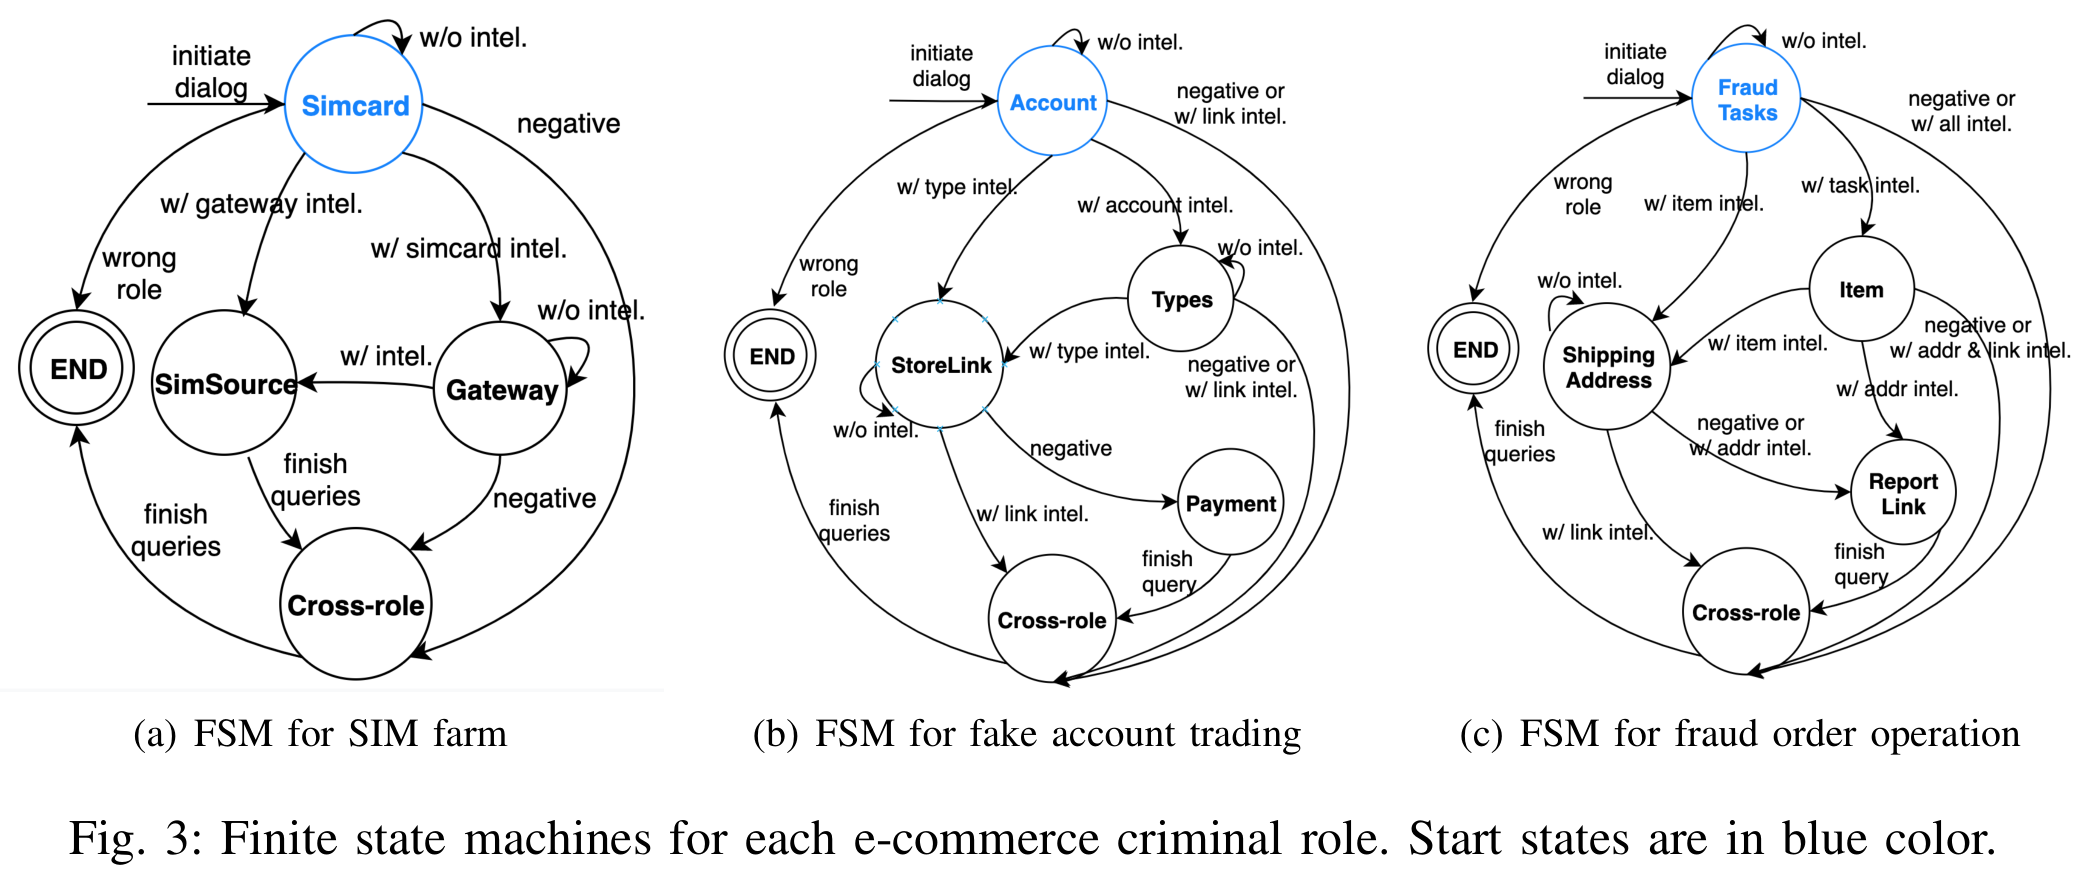 initiate
dialog
Simcard
w/o intel.
negative
w/ gateway intel.
w/ simcard intel.
wrong
role
w/o intel.
END
SimSource
w/ intel.
Gateway
finish
queries
negative
finish
queries
Cross-role
(a) FSM for SIM farm
initiate
dialog
Account
w/o intel.
negative or
w/ link intel.
w/ type intel.
w/ account intel.
wrong
role
w/o intel.
Types
END
StoreLink
w/ type intel.
negative or
w/ link intel.
w/o intel.
negative
Payment
finish
queries
w/ link intel.
finish
query
Cross-role
(b) FSM for fake account trading
initiate
dialog
Fraud
Tasks
w/o intel.
negative or
w/ all intel.
wrong
role
w/ item intel.
w/ task intel.
w/o intel.
Item
END
Shipping
Address
w/ item intel.
negative or
w/ addr & link intel.
w/ addr intel.
finish
queries
negative or
w/ addr intel.
Report
Link
w/ link intel.
finish
query
Cross-role
(c) FSM for fraud order operation
Fig. 3: Finite state machines for each e-commerce criminal role. Start states are in blue color.